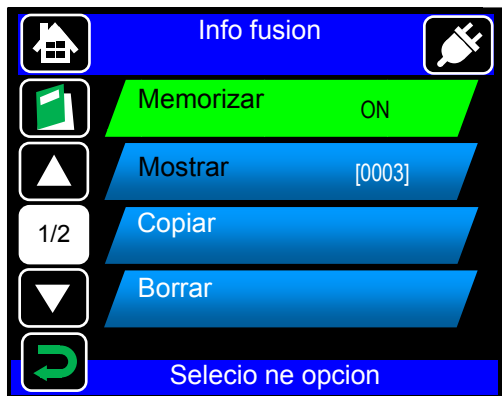 Info fusion
Memorizar ON
Mostrar [0003]
1/2 Copiar
Borrar
Selecio ne opcion